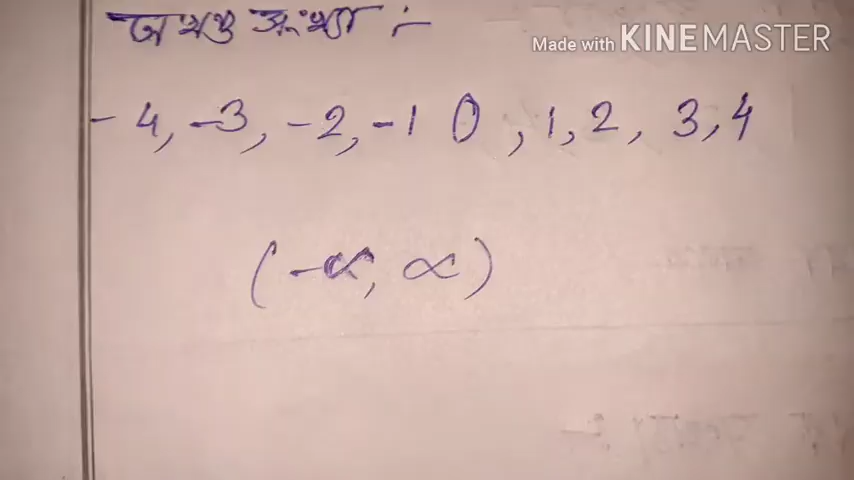 অখণ্ড সংখ্যা :-
Made with KINEMASTER
- 4, -3, -2, -1 0 , 1, 2, 3, 4
(-∝, ∝)